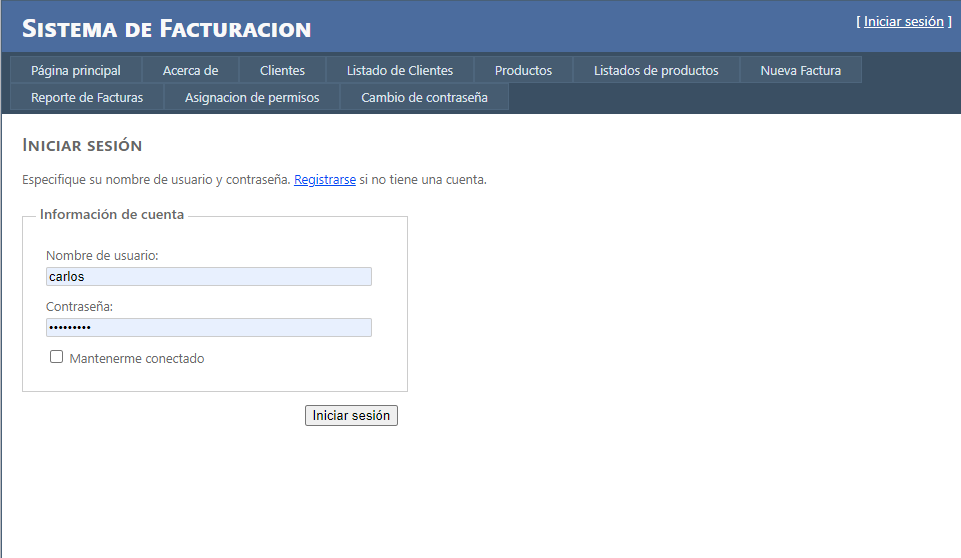 Sistema de Facturacion
[ Iniciar sesión ]
Página principal Acerca de Clientes Listado de Clientes Productos Listados de productos Nueva Factura
Reporte de Facturas Asignacion de permisos Cambio de contraseña
Iniciar sesión
Especifique su nombre de usuario y contraseña. Registrarse si no tiene una cuenta.
Información de cuenta
Nombre de usuario:
carlos
Contraseña:
•••••••••
Mantenerme conectado
Iniciar sesión